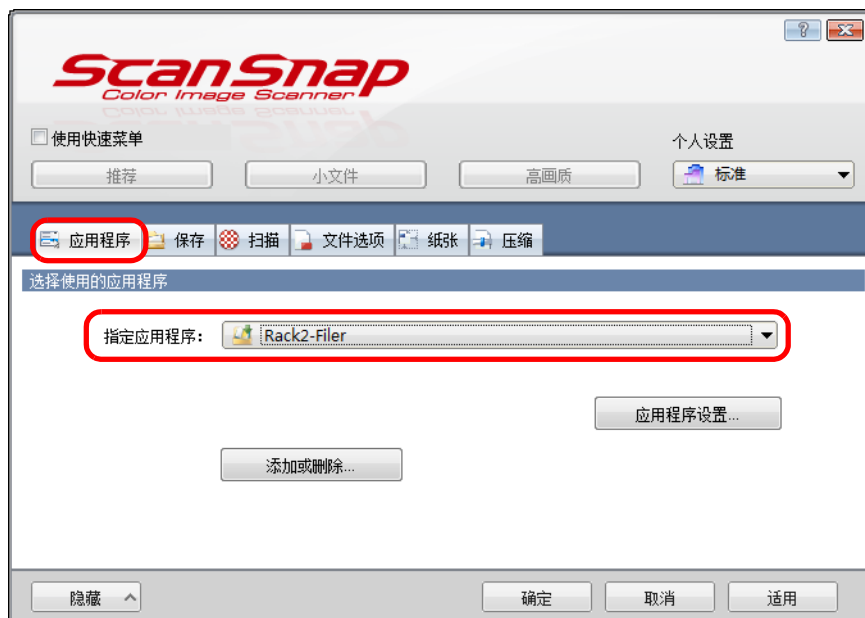 ScanSnap
Color Image Scanner
使用快速菜单
个人设置
推荐 小文件 高画质 标准
应用程序 保存 扫描 文件选项 纸张 压缩
选择使用的应用程序
指定应用程序: Rack2-Filer
应用程序设置...
添加或删除...
隐藏 确定 取消 适用